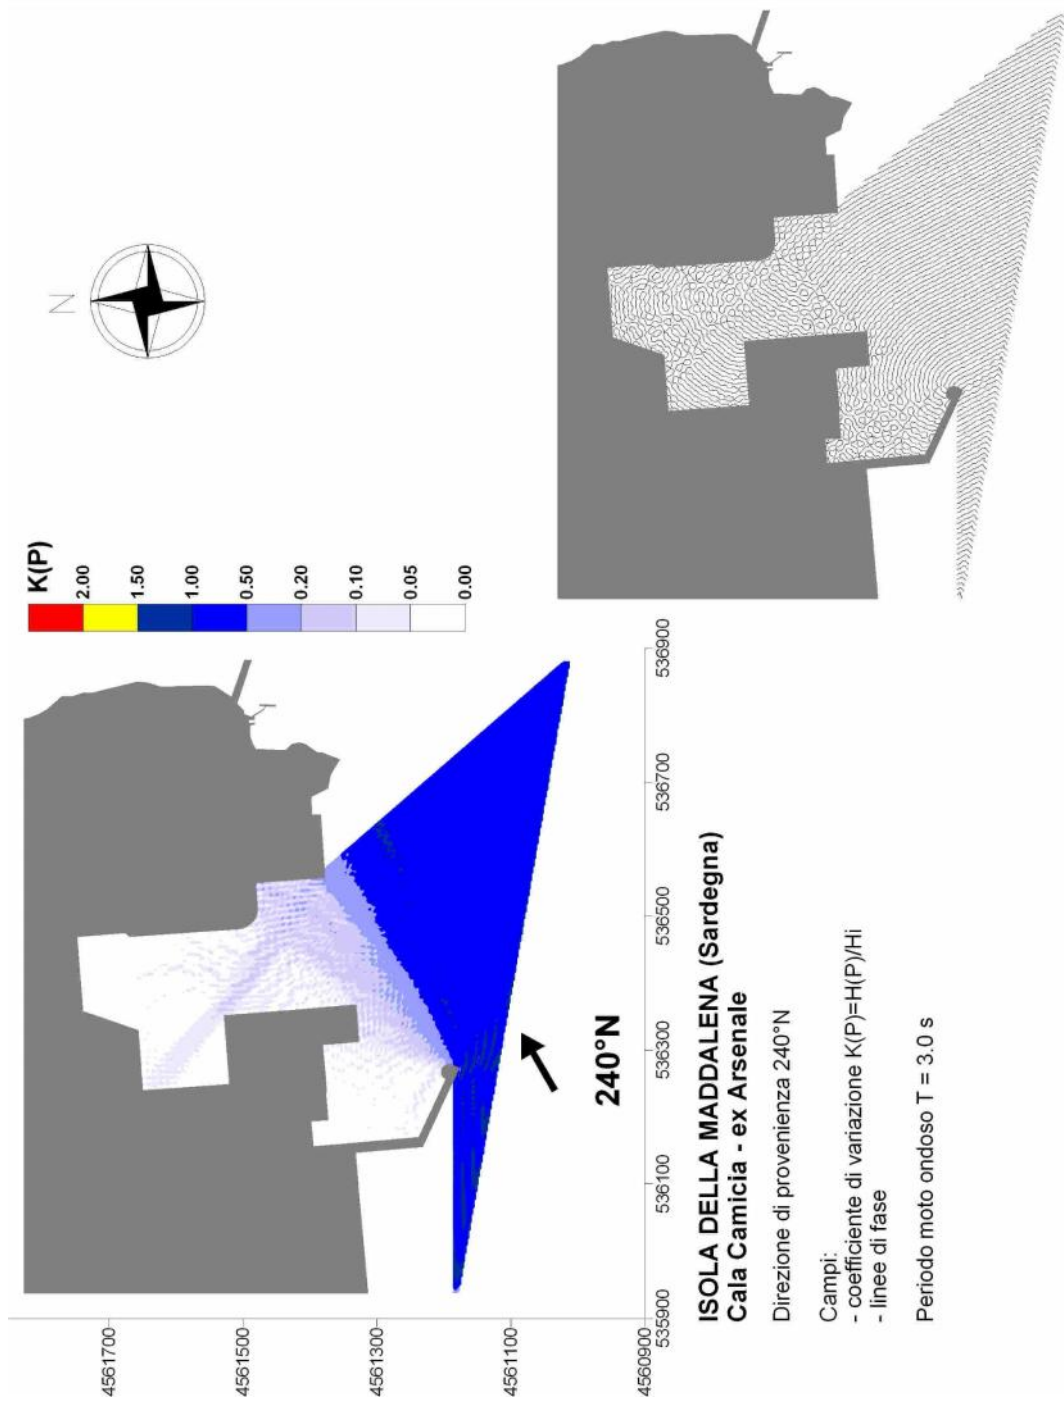 N
K(P)
2.00
1.50
1.00
0.50
0.20
0.10
0.05
0.00
4561700
4561500
4561300
4561100
4560900
535900
536100
536300
536500
536700
536900
240°N
ISOLA DELLA MADDALENA (Sardegna)
Cala Camicia - ex Arsenale
Direzione di provenienza 240°N
Campi:
- coefficiente di variazione K(P)=H(P)/Hi
- linee di fase
Periodo moto ondoso T = 3.0 s